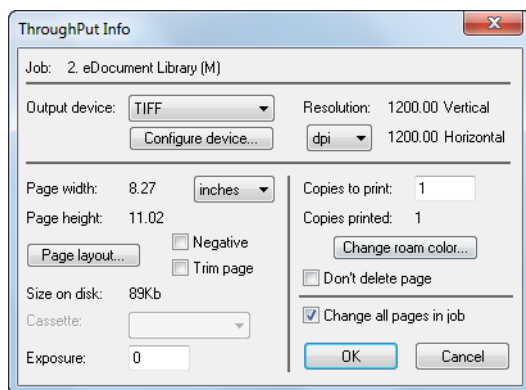 ThroughPut Info
Job: 2. eDocument Library (M)
Output device: TIFF
Configure device...
Resolution: 1200.00 Vertical
dpi 1200.00 Horizontal
Page width: 8.27 inches
Page height: 11.02
Page layout...
Negative
Trim page
Size on disk: 89Kb
Cassette:
Exposure: 0
Copies to print: 1
Copies printed: 1
Change roam color...
Don't delete page
Change all pages in job
OK Cancel